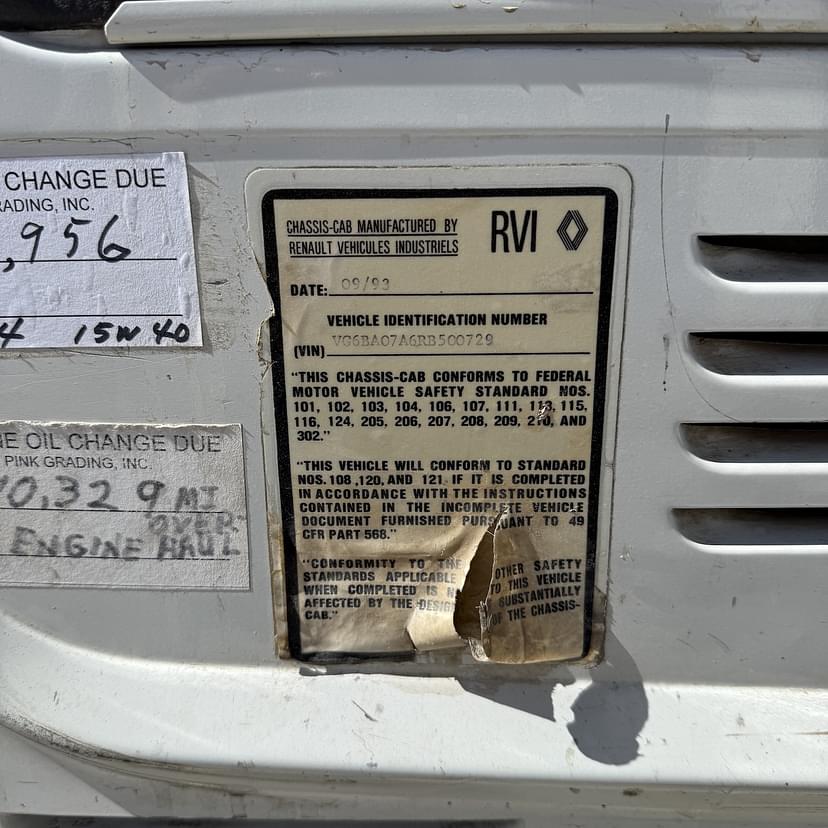 CHANGE DUE
RADING, INC.
,956
4 15W40
NE OIL CHANGE DUE
PINK GRADING, INC.
0,329 MI
OVER-
ENGINE HAUL
CHASSIS-CAB MANUFACTURED BY
RENAULT VEHICULES INDUSTRIELS
RVI
DATE: 09/93
VEHICLE IDENTIFICATION NUMBER
(VIN) VG6BA07A6RB500729
"THIS CHASSIS-CAB CONFORMS TO FEDERAL
MOTOR VEHICLE SAFETY STANDARD NOS.
101, 102, 103, 104, 106, 107, 111, 113, 115,
116, 124, 205, 206, 207, 208, 209, 210, AND
302."
"THIS VEHICLE WILL CONFORM TO STANDARD
NOS. 108 ,120, AND 121 IF IT IS COMPLETED
IN ACCORDANCE WITH THE INSTRUCTIONS
CONTAINED IN THE INCOMPLETE VEHICLE
DOCUMENT FURNISHED PURSUANT TO 49
CFR PART 568."
"CONFORMITY TO THE OTHER SAFETY
STANDARDS APPLICABLE TO THIS VEHICLE
WHEN COMPLETED IS N SUBSTANTIALLY
AFFECTED BY THE DESIG OF THE CHASSIS-
CAB."